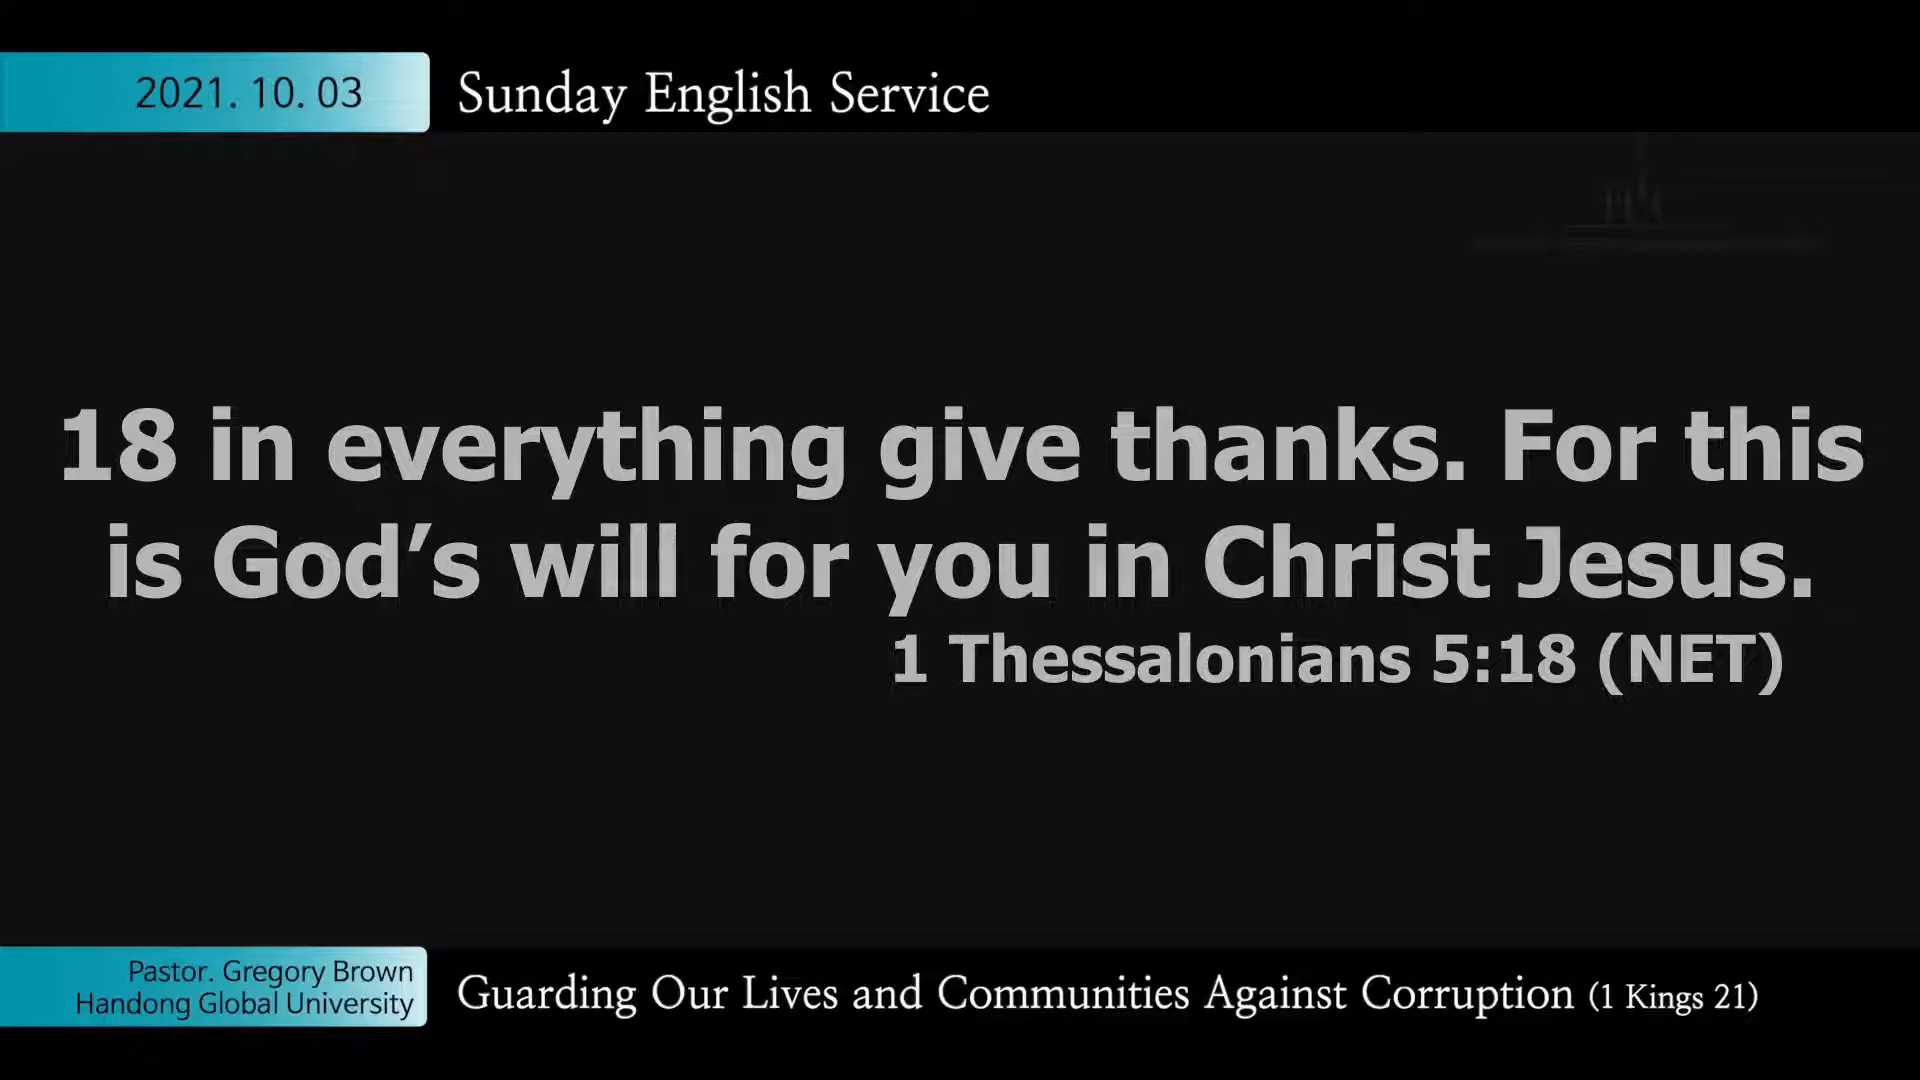 2021. 10. 03
Sunday English Service
18 in everything give thanks. For this
is God’s will for you in Christ Jesus.
1 Thessalonians 5:18 (NET)
Pastor. Gregory Brown
Handong Global University
Guarding Our Lives and Communities Against Corruption (1 Kings 21)